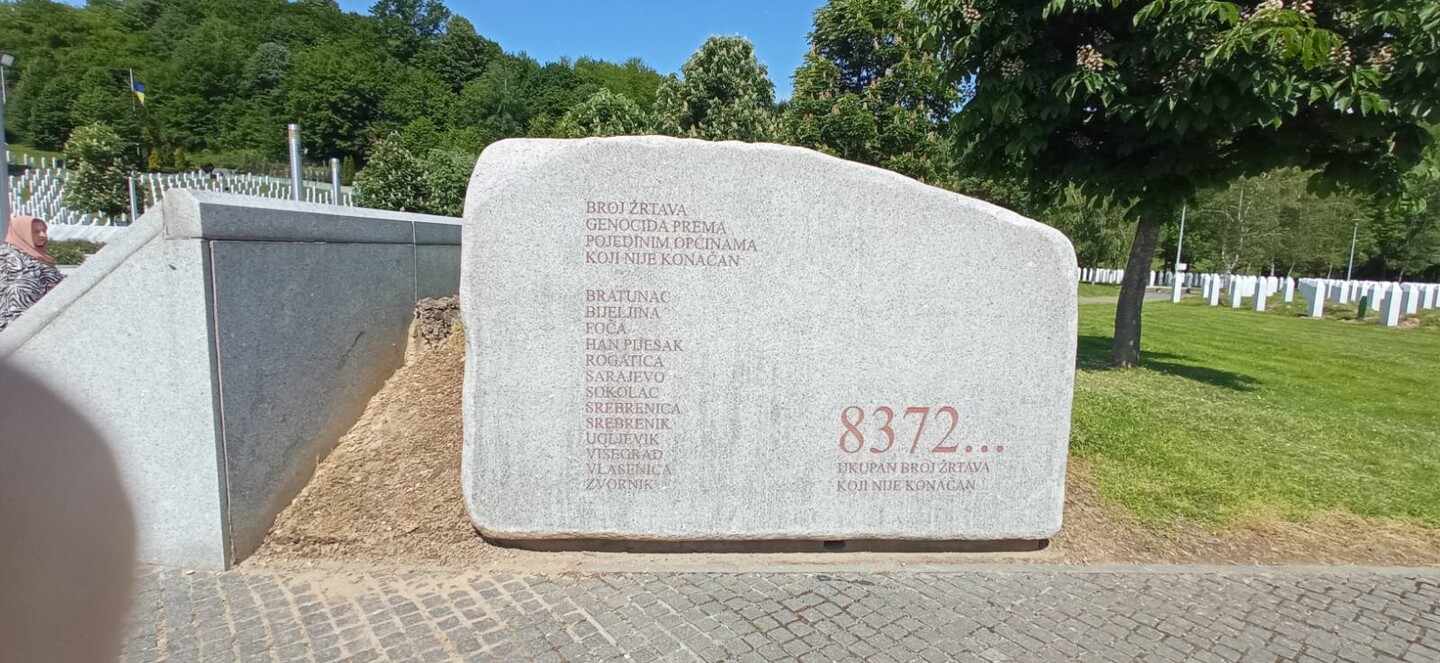 BROJ ŽRTAVA
GENOCIDA PREMA
POJEDINIM OPĆINAMA
KOJI NIJE KONAČAN
BRATUNAC
BIJELJINA
FOČA
HAN PIJESAK
ROGATICA
SARAJEVO
SOKOLAC
SREBRENICA
SREBRENIK
UGLJEVIK
VIŠEGRAD
VLASENICA
ZVORNIK
8372...
UKUPAN BROJ ŽRTAVA
KOJI NIJE KONAČAN